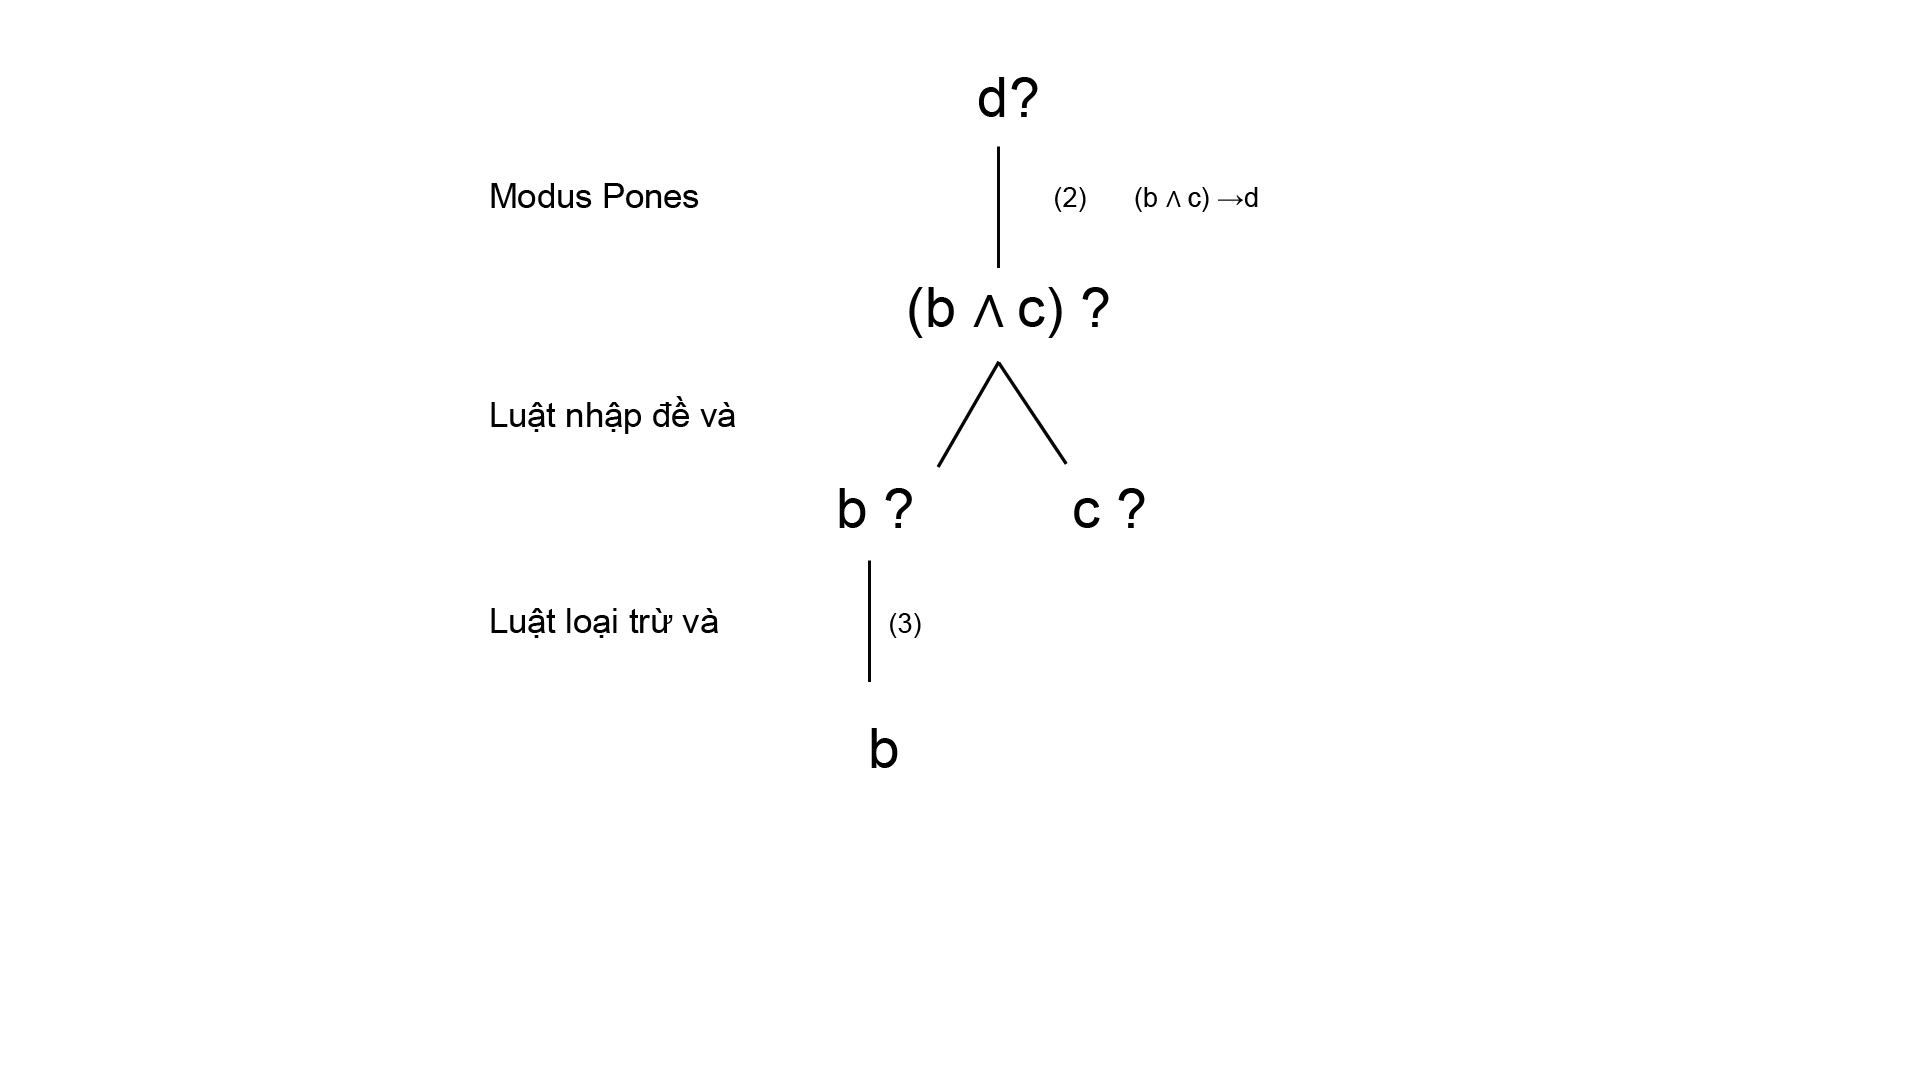 d?
Modus Pones
(2) (b ∧ c) →d
(b ∧ c) ?
Luật nhập đề và
b ?
c ?
Luật loại trừ và
(3)
b